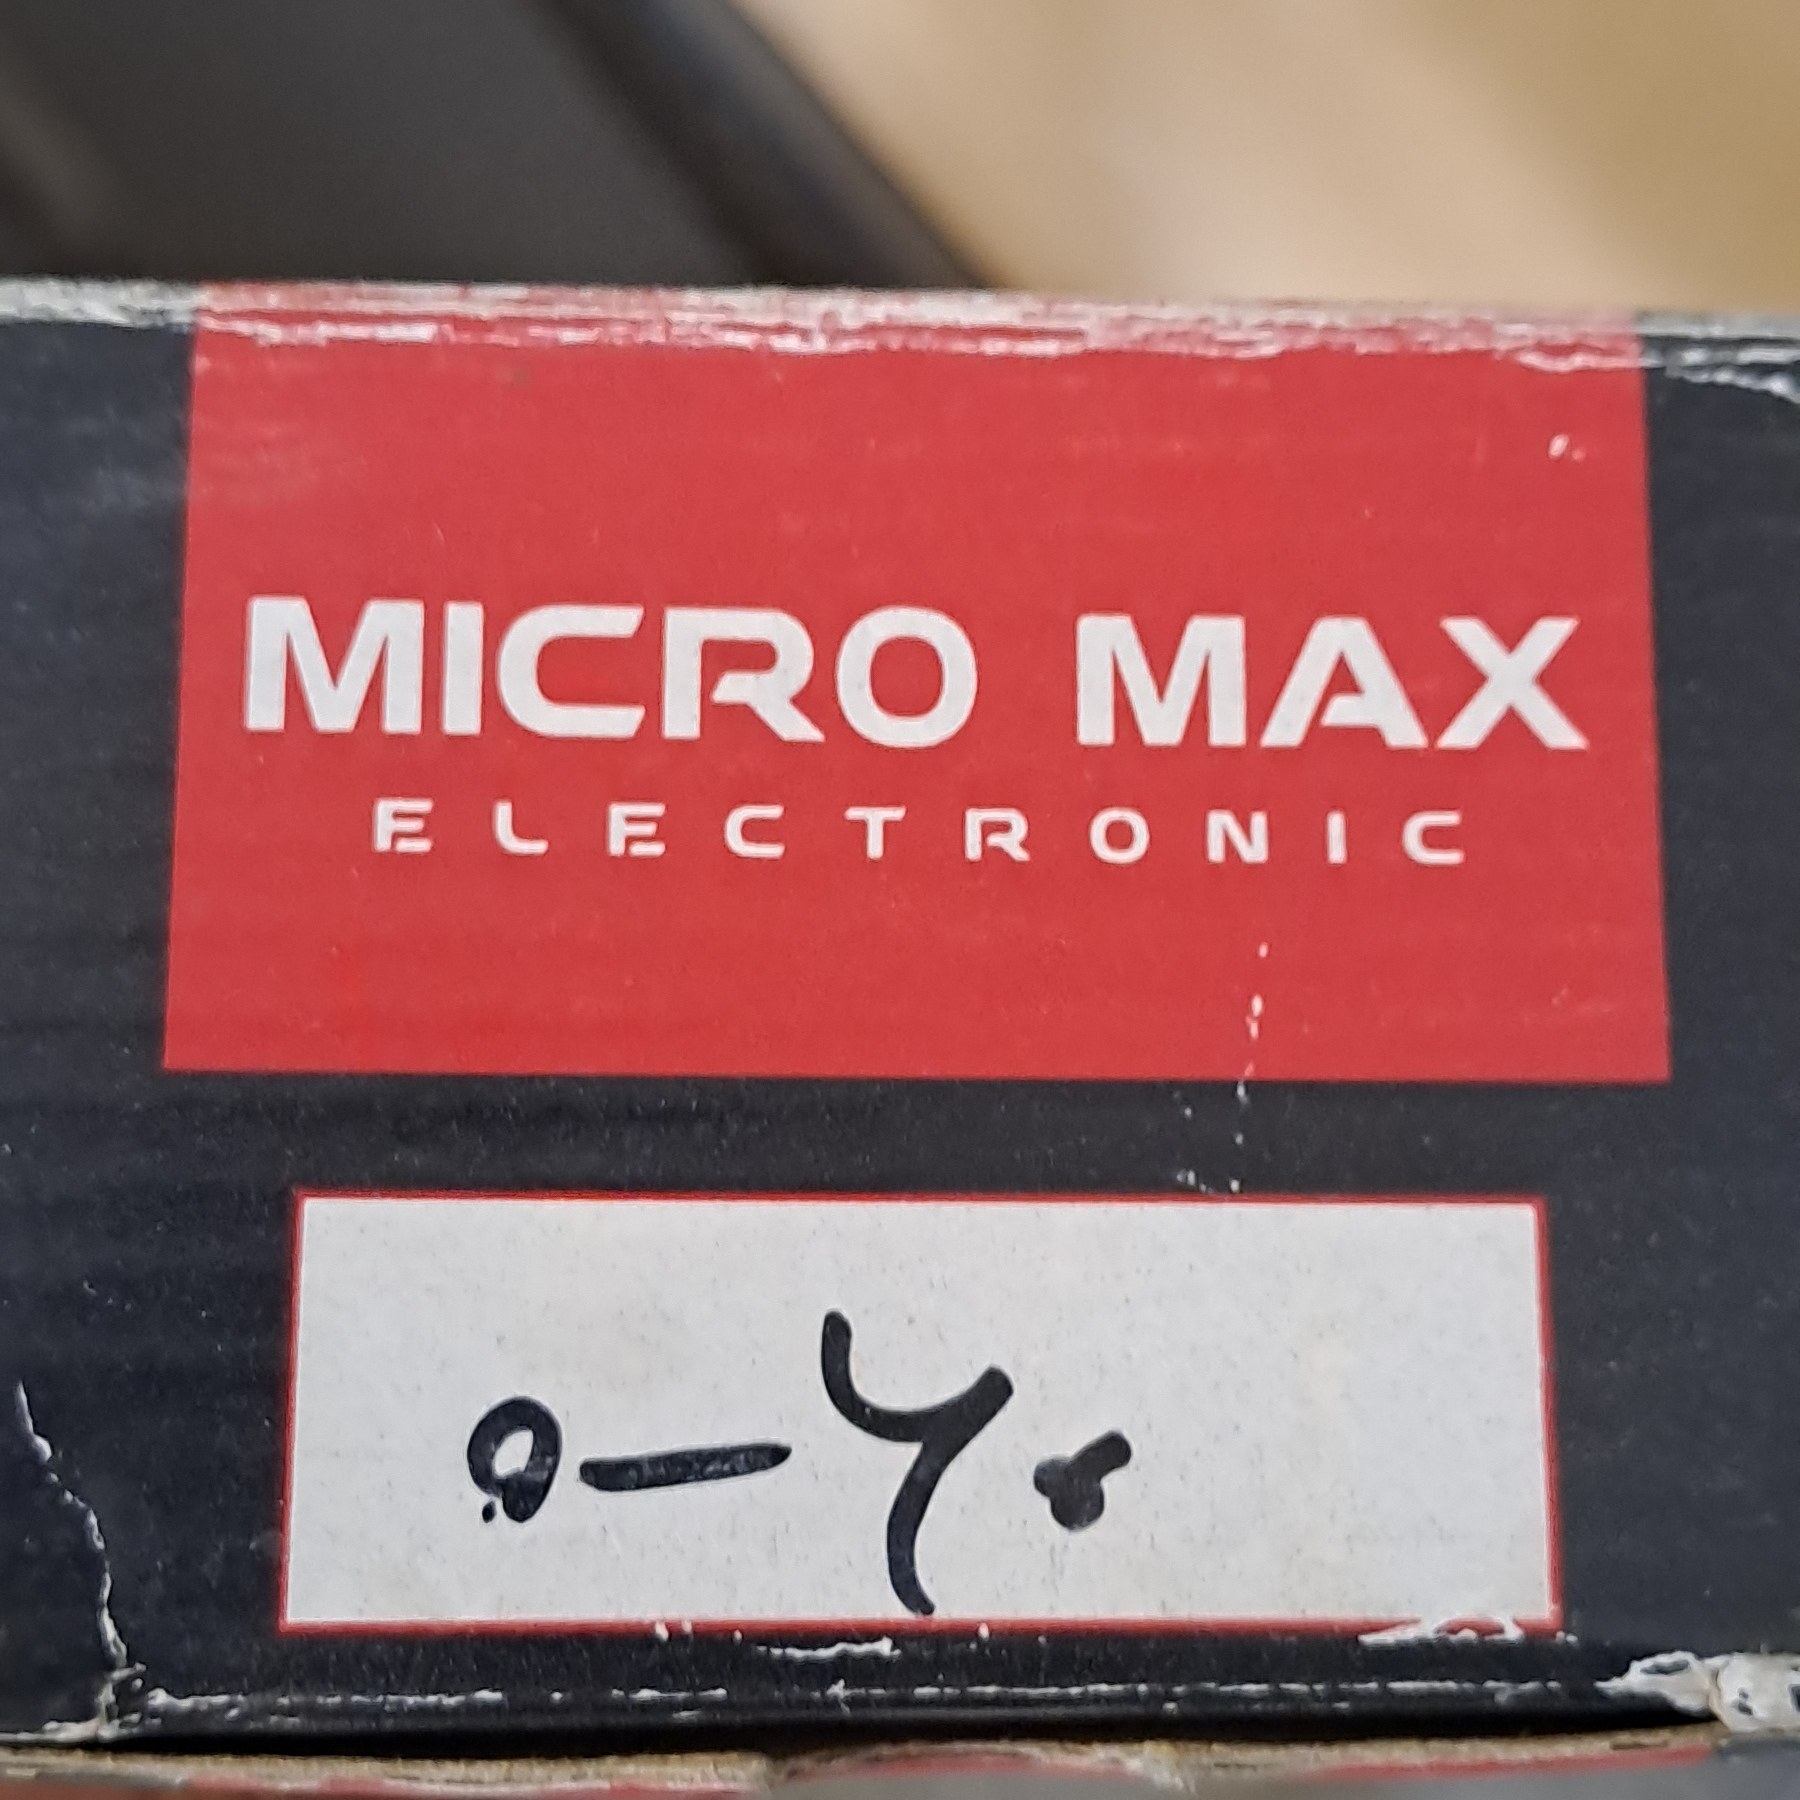 MICRO MAX
ELECTRONIC
۵-۶۰